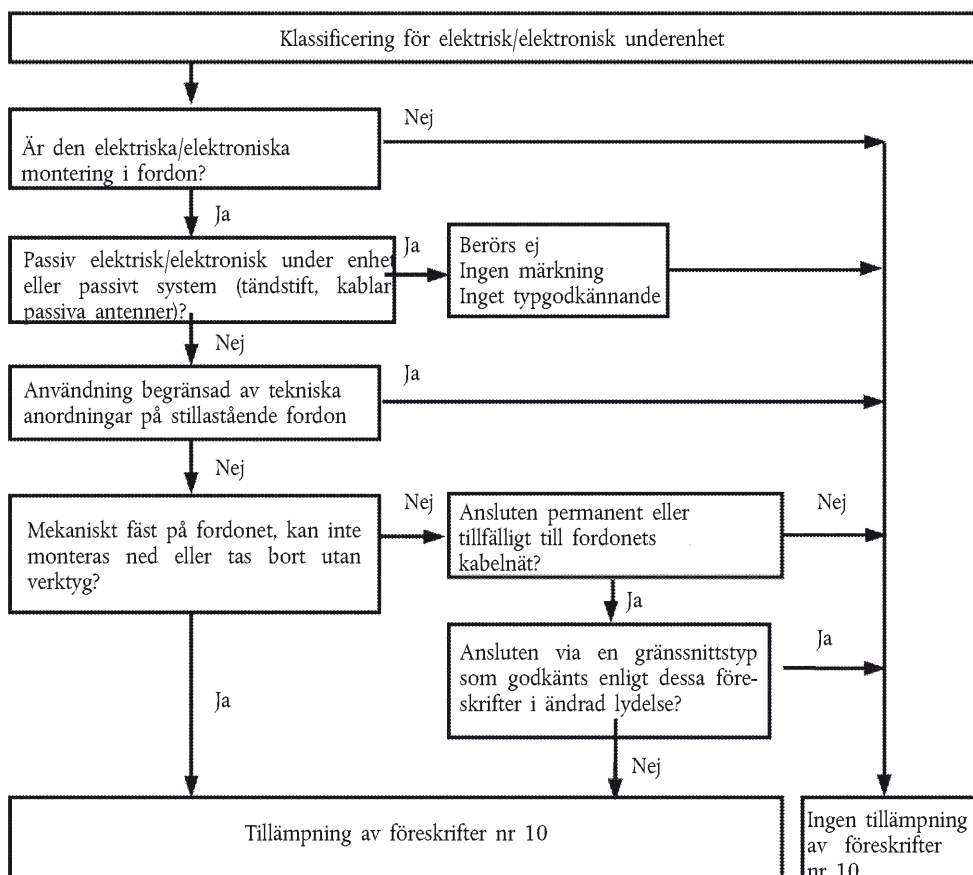 Klassificering för elektrisk/elektronisk underenhet
Nej
Är den elektriska/elektroniska
montering i fordon?
Ja
Passiv elektrisk/elektronisk under enhet
eller passivt system (tändstift, kablar
passiva antenner)?
Ja
Berörs ej
Ingen märkning
Inget typgodkännande
Nej
Användning begränsad av tekniska
anordningar på stillastående fordon
Ja
Nej
Mekaniskt fäst på fordonet, kan inte
monteras ned eller tas bort utan
verktyg?
Nej
Ansluten permanent eller
tillfälligt till fordonets
kabelnät?
Nej
Ja
Ansluten via en gränssnittstyp
som godkänts enligt dessa före-
skrifter i ändrad lydelse?
Ja
Ja
Nej
Tillämpning av föreskrifter nr 10
Ingen tillämpning
av föreskrifter
nr 10